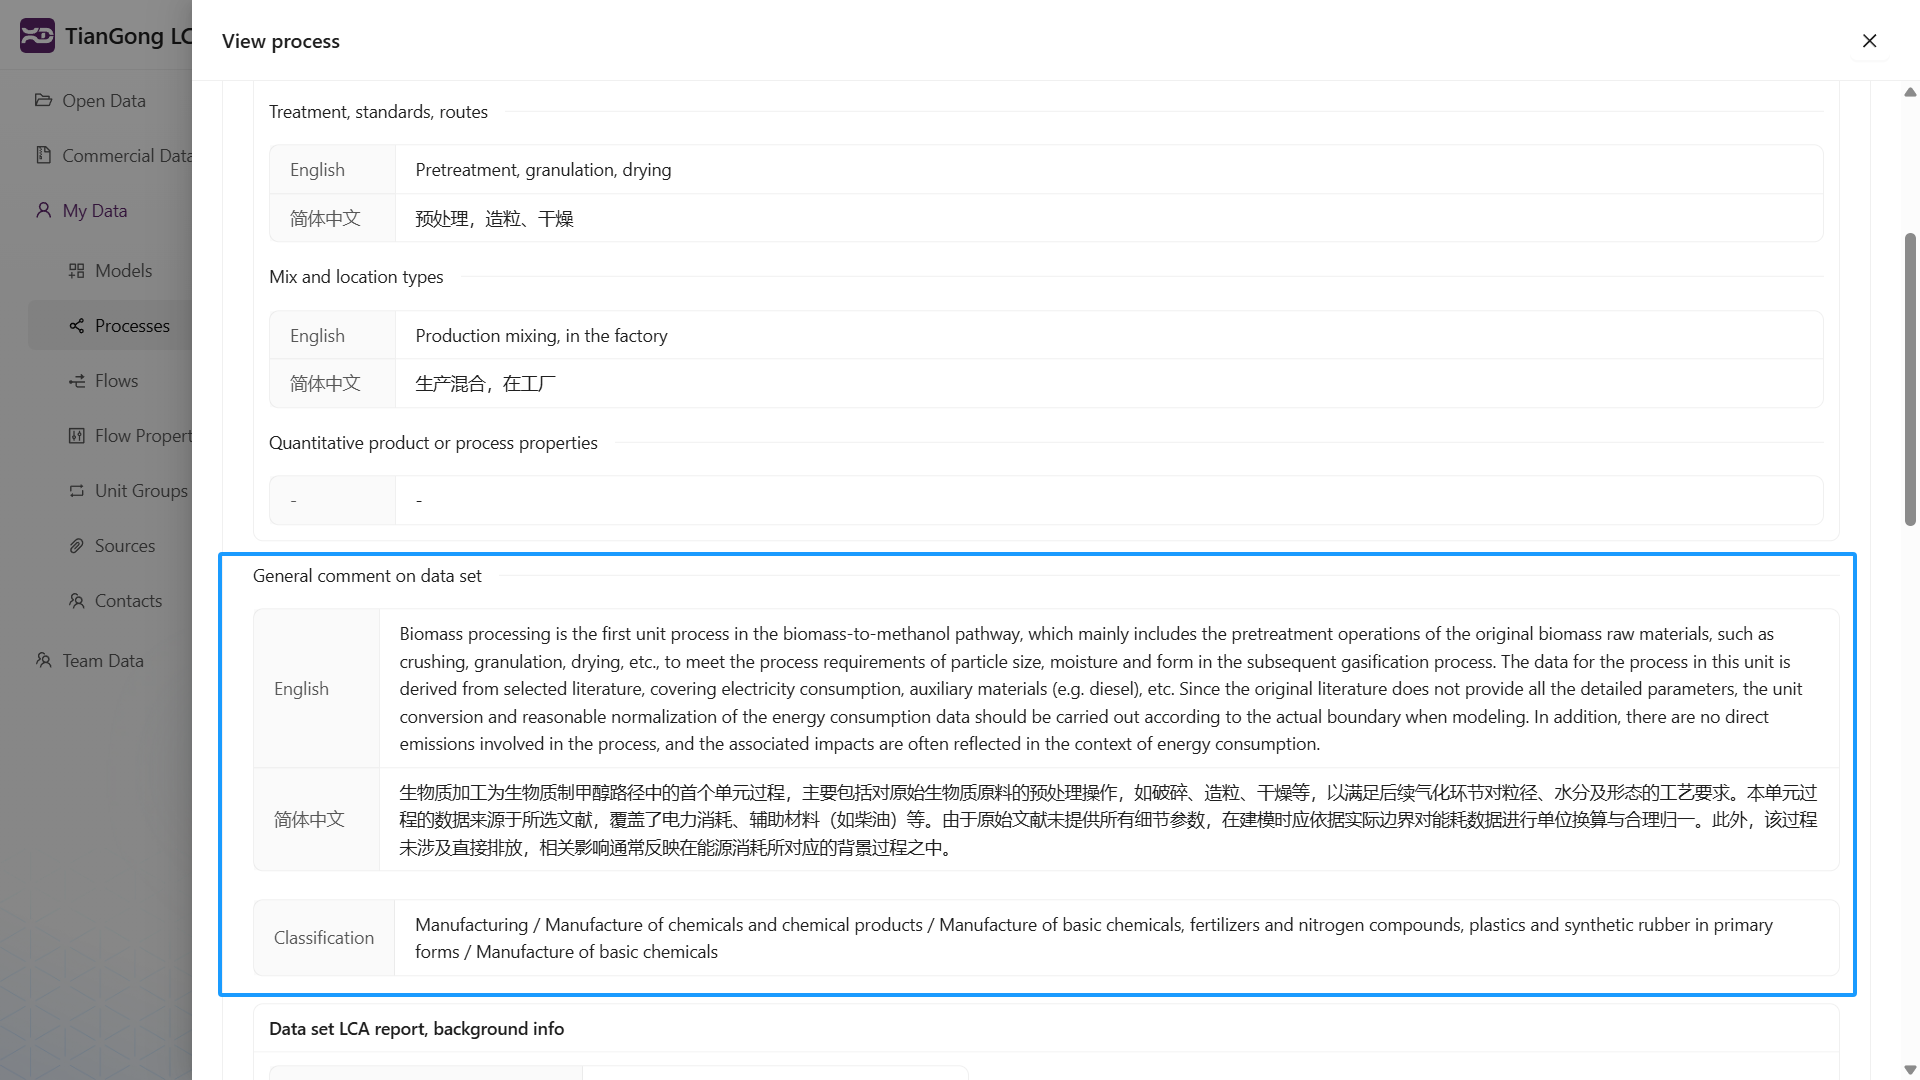 TianGong LC
View process
Open Data
Commercial Data
My Data
Models
Processes
Flows
Flow Propert
Unit Groups
Sources
Contacts
Team Data
Treatment, standards, routes
English
Pretreatment, granulation, drying
简体中文
预处理，造粒、干燥
Mix and location types
English
Production mixing, in the factory
简体中文
生产混合，在工厂
Quantitative product or process properties
-
-
General comment on data set
English
Biomass processing is the first unit process in the biomass-to-methanol pathway, which mainly includes the pretreatment operations of the original biomass raw materials, such as
crushing, granulation, drying, etc., to meet the process requirements of particle size, moisture and form in the subsequent gasification process. The data for the process in this unit is
derived from selected literature, covering electricity consumption, auxiliary materials (e.g. diesel), etc. Since the original literature does not provide all the detailed parameters, the unit
conversion and reasonable normalization of the energy consumption data should be carried out according to the actual boundary when modeling. In addition, there are no direct
emissions involved in the process, and the associated impacts are often reflected in the context of energy consumption.
简体中文
生物质加工为生物质制甲醇路径中的首个单元过程，主要包括对原始生物质原料的预处理操作，如破碎、造粒、干燥等，以满足后续气化环节对粒径、水分及形态的工艺要求。本单元过
程的数据来源于所选文献，覆盖了电力消耗、辅助材料（如柴油）等。由于原始文献未提供所有细节参数，在建模时应依据实际边界对能耗数据进行单位换算与合理归一。此外，该过程
未涉及直接排放，相关影响通常反映在能源消耗所对应的背景过程之中。
Classification
Manufacturing / Manufacture of chemicals and chemical products / Manufacture of basic chemicals, fertilizers and nitrogen compounds, plastics and synthetic rubber in primary
forms / Manufacture of basic chemicals
Data set LCA report, background info